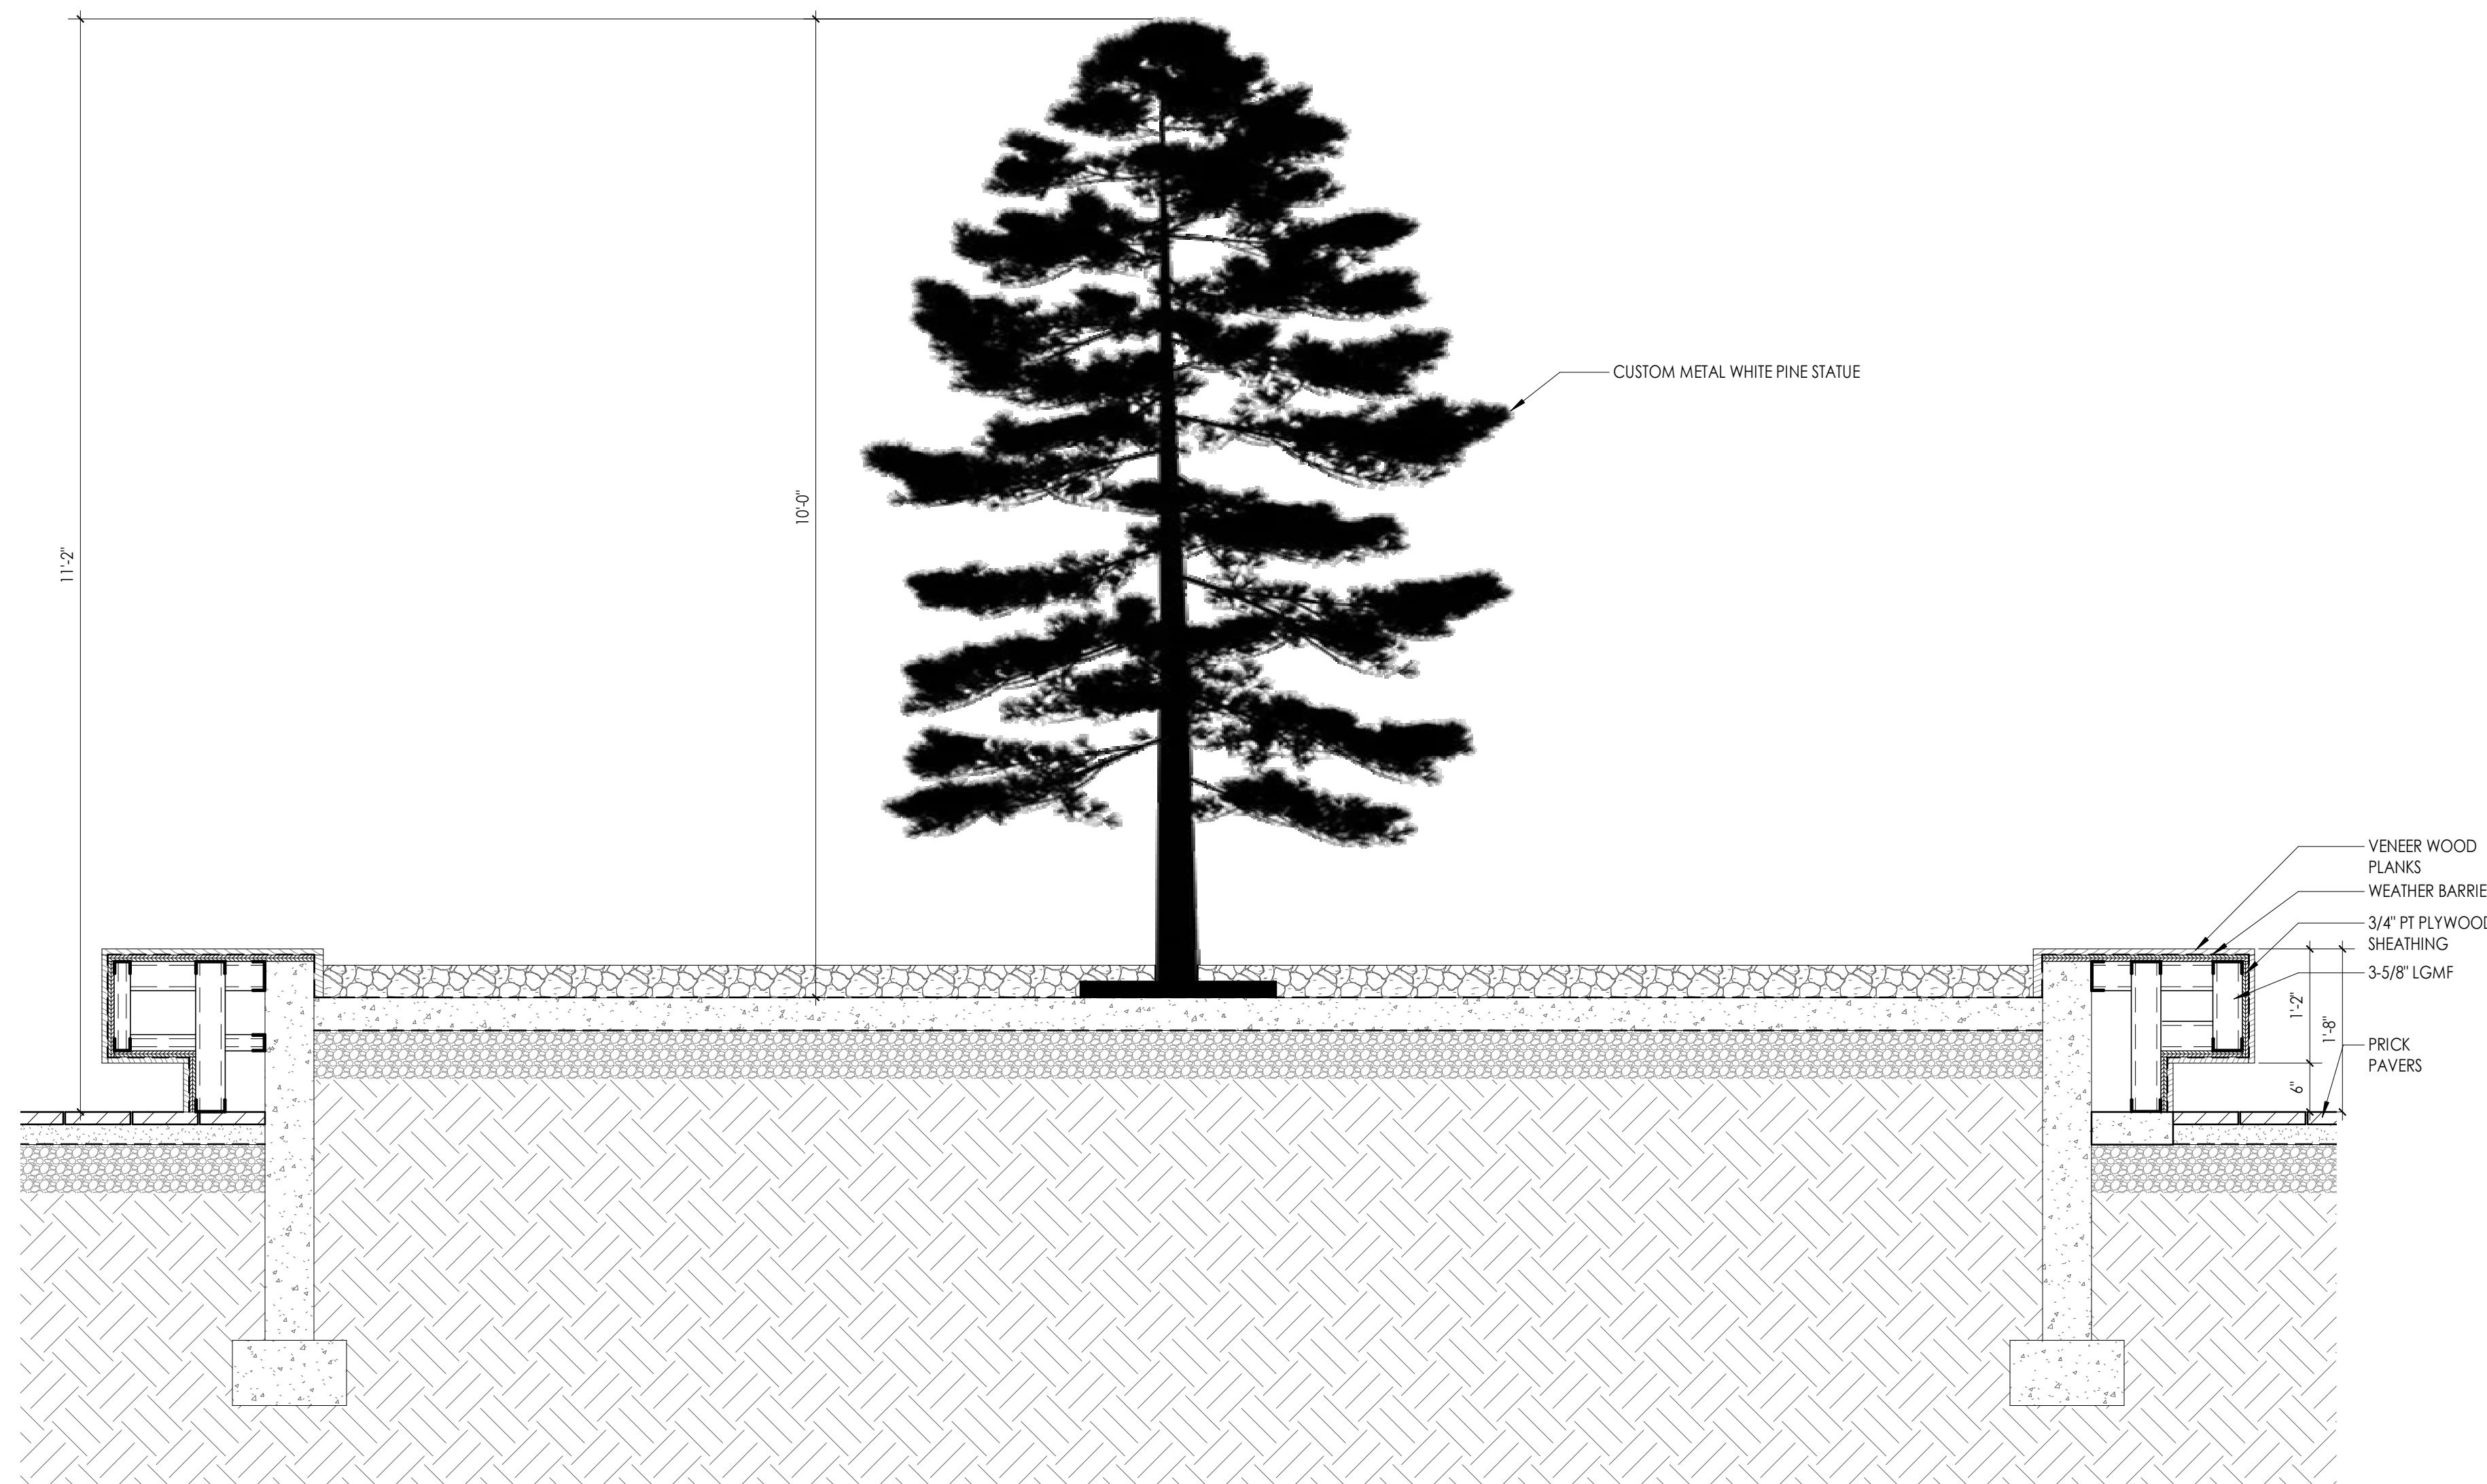 11'-2"
10'-0"
CUSTOM METAL WHITE PINE STATUE
VENEER WOOD
PLANKS
WEATHER BARRIE
3/4" PT PLYWOOD
SHEATHING
3-5/8" LGMF
1'-2"
1'-8"
PRICK
PAVERS
6"